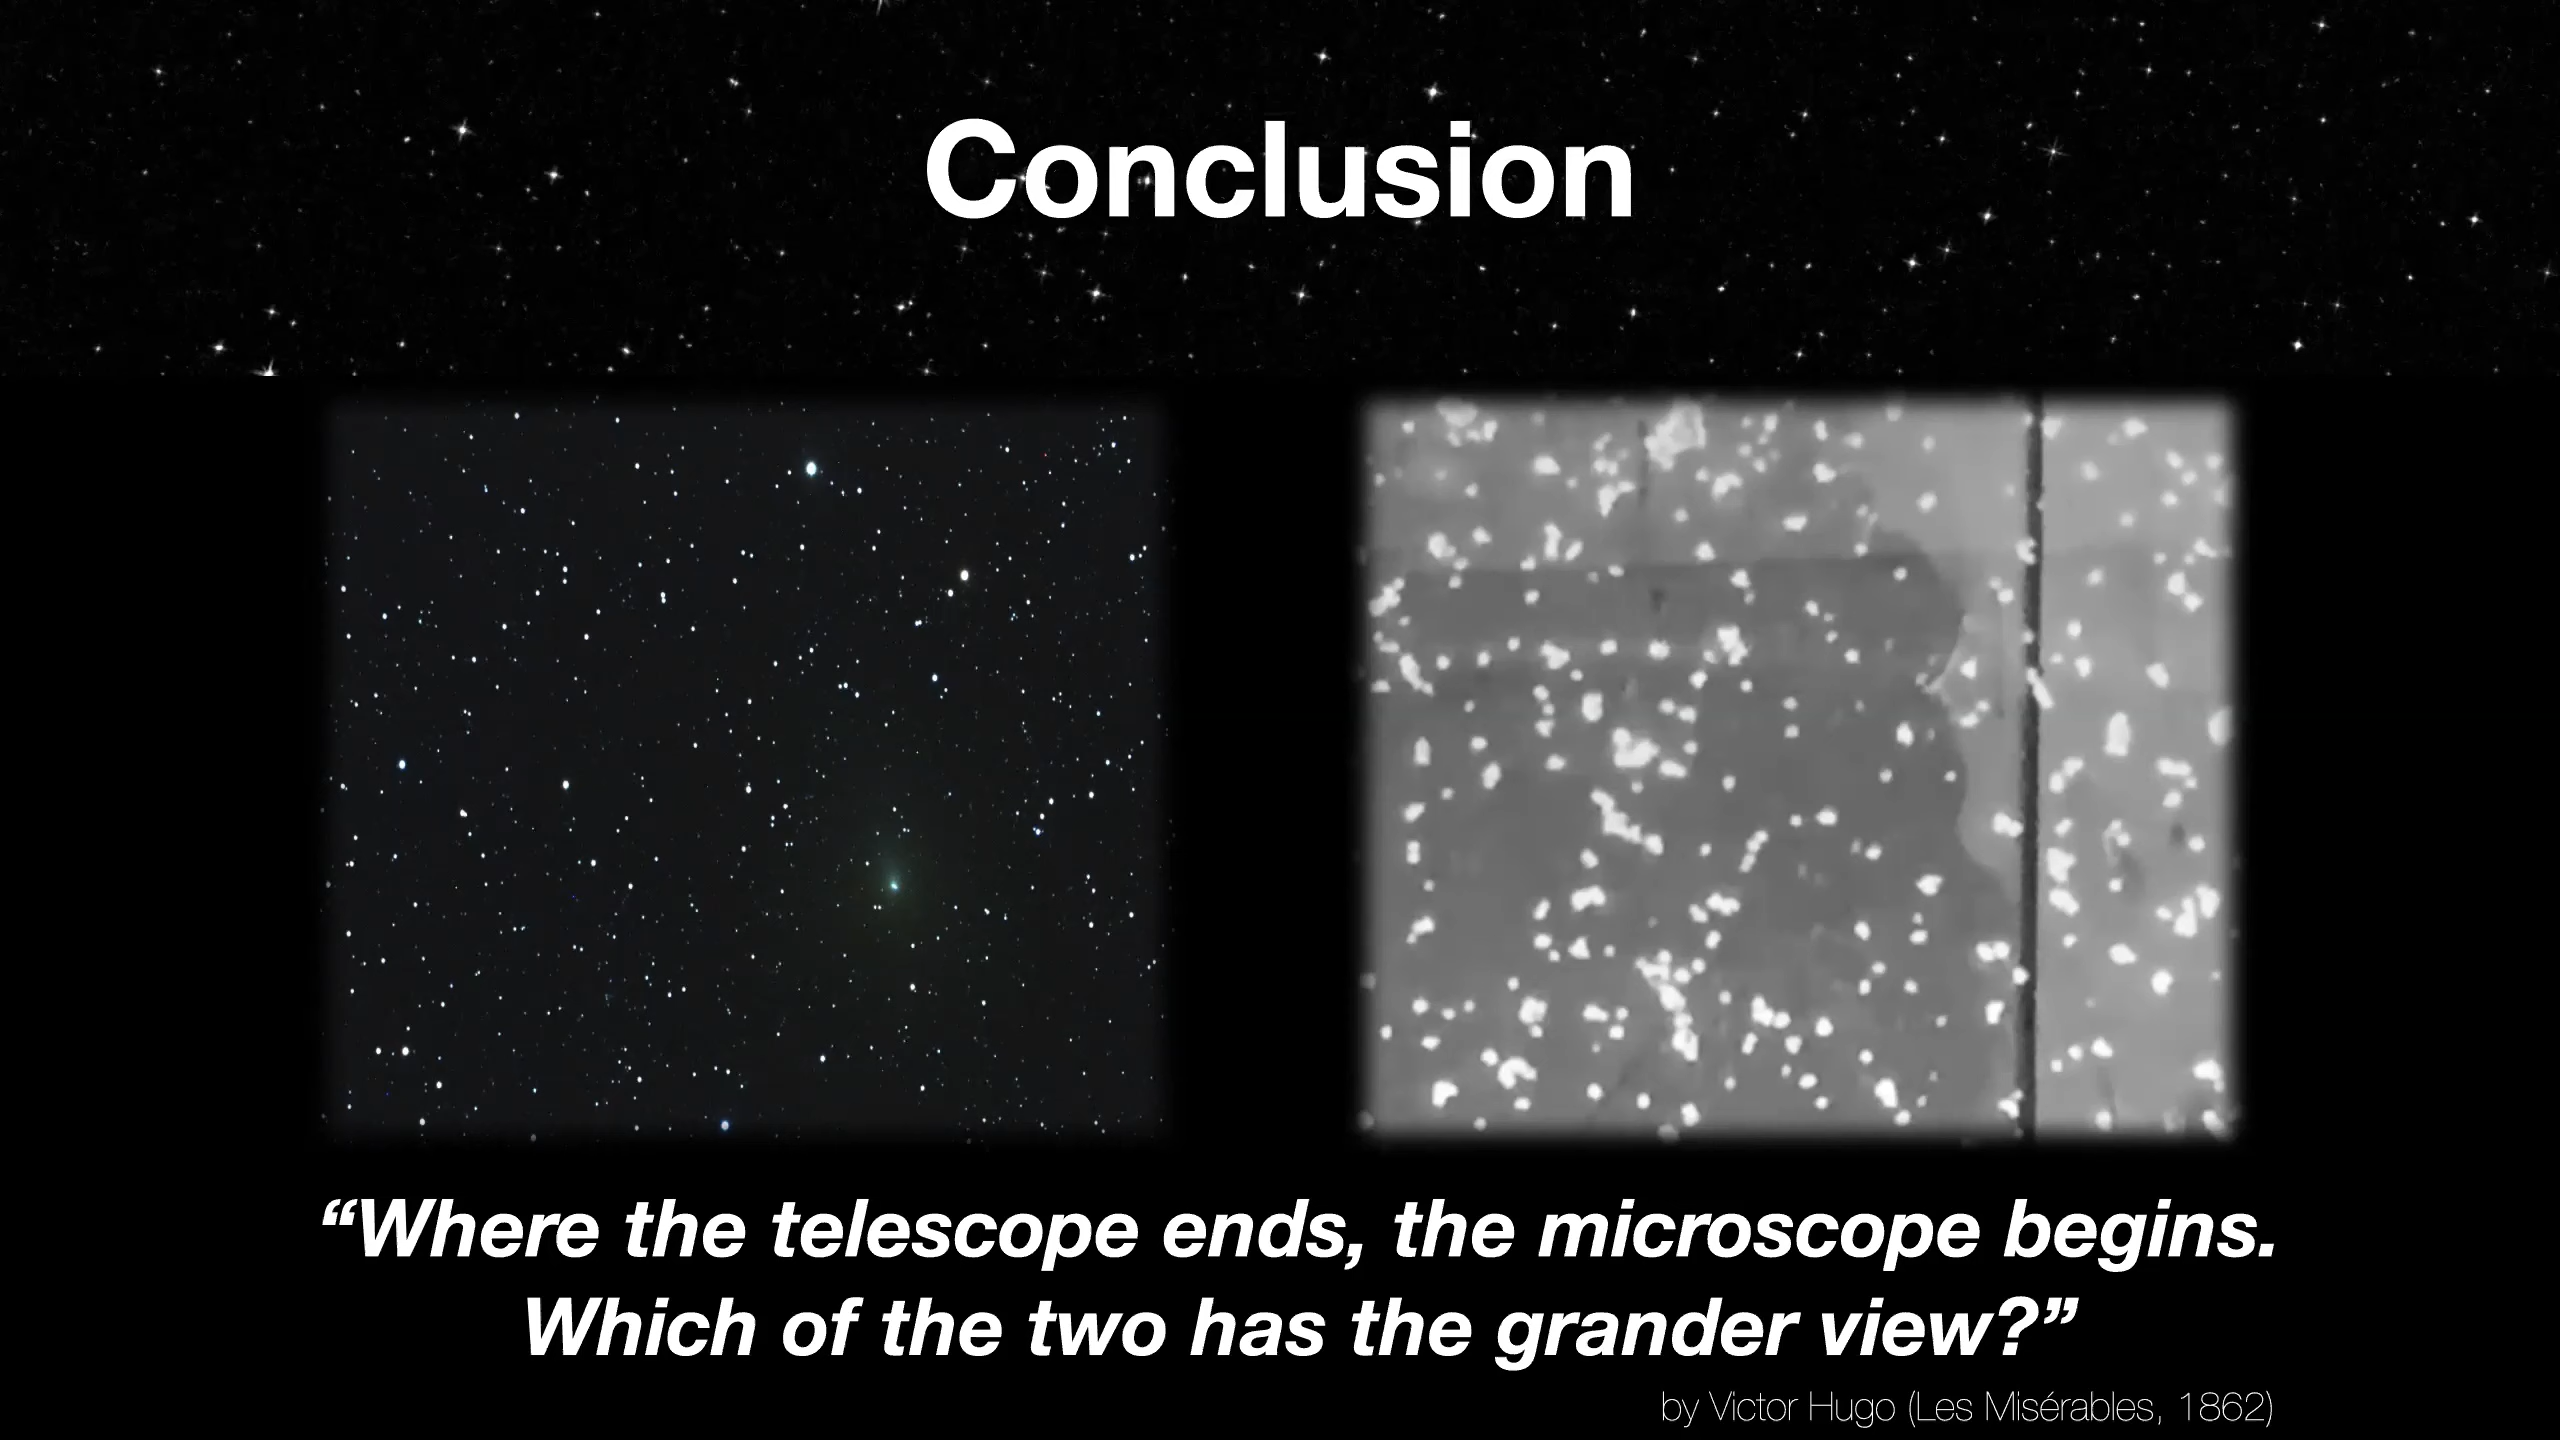 Conclusion
“Where the telescope ends, the microscope begins.
Which of the two has the grander view?”
by Victor Hugo (Les Misérables, 1862)